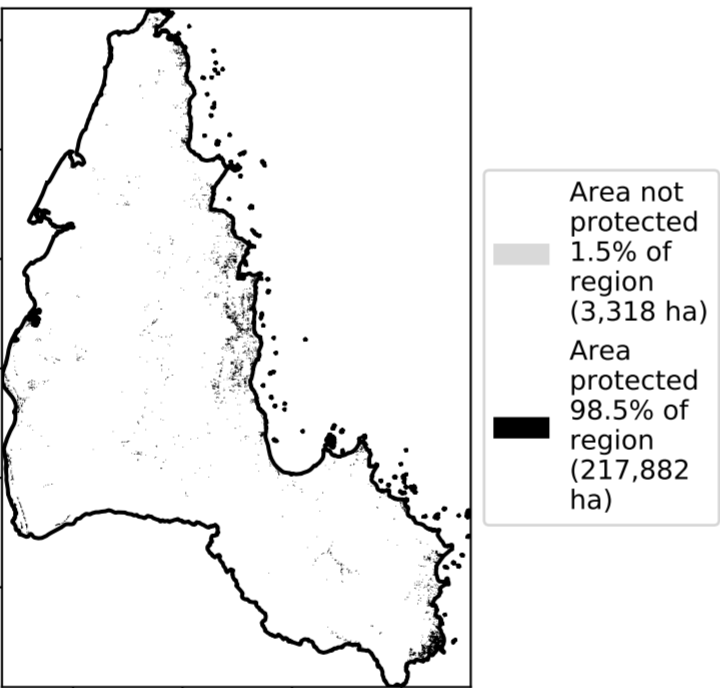 Area not
protected
1.5% of
region
(3,318 ha)
Area
protected
98.5% of
region
(217,882
ha)